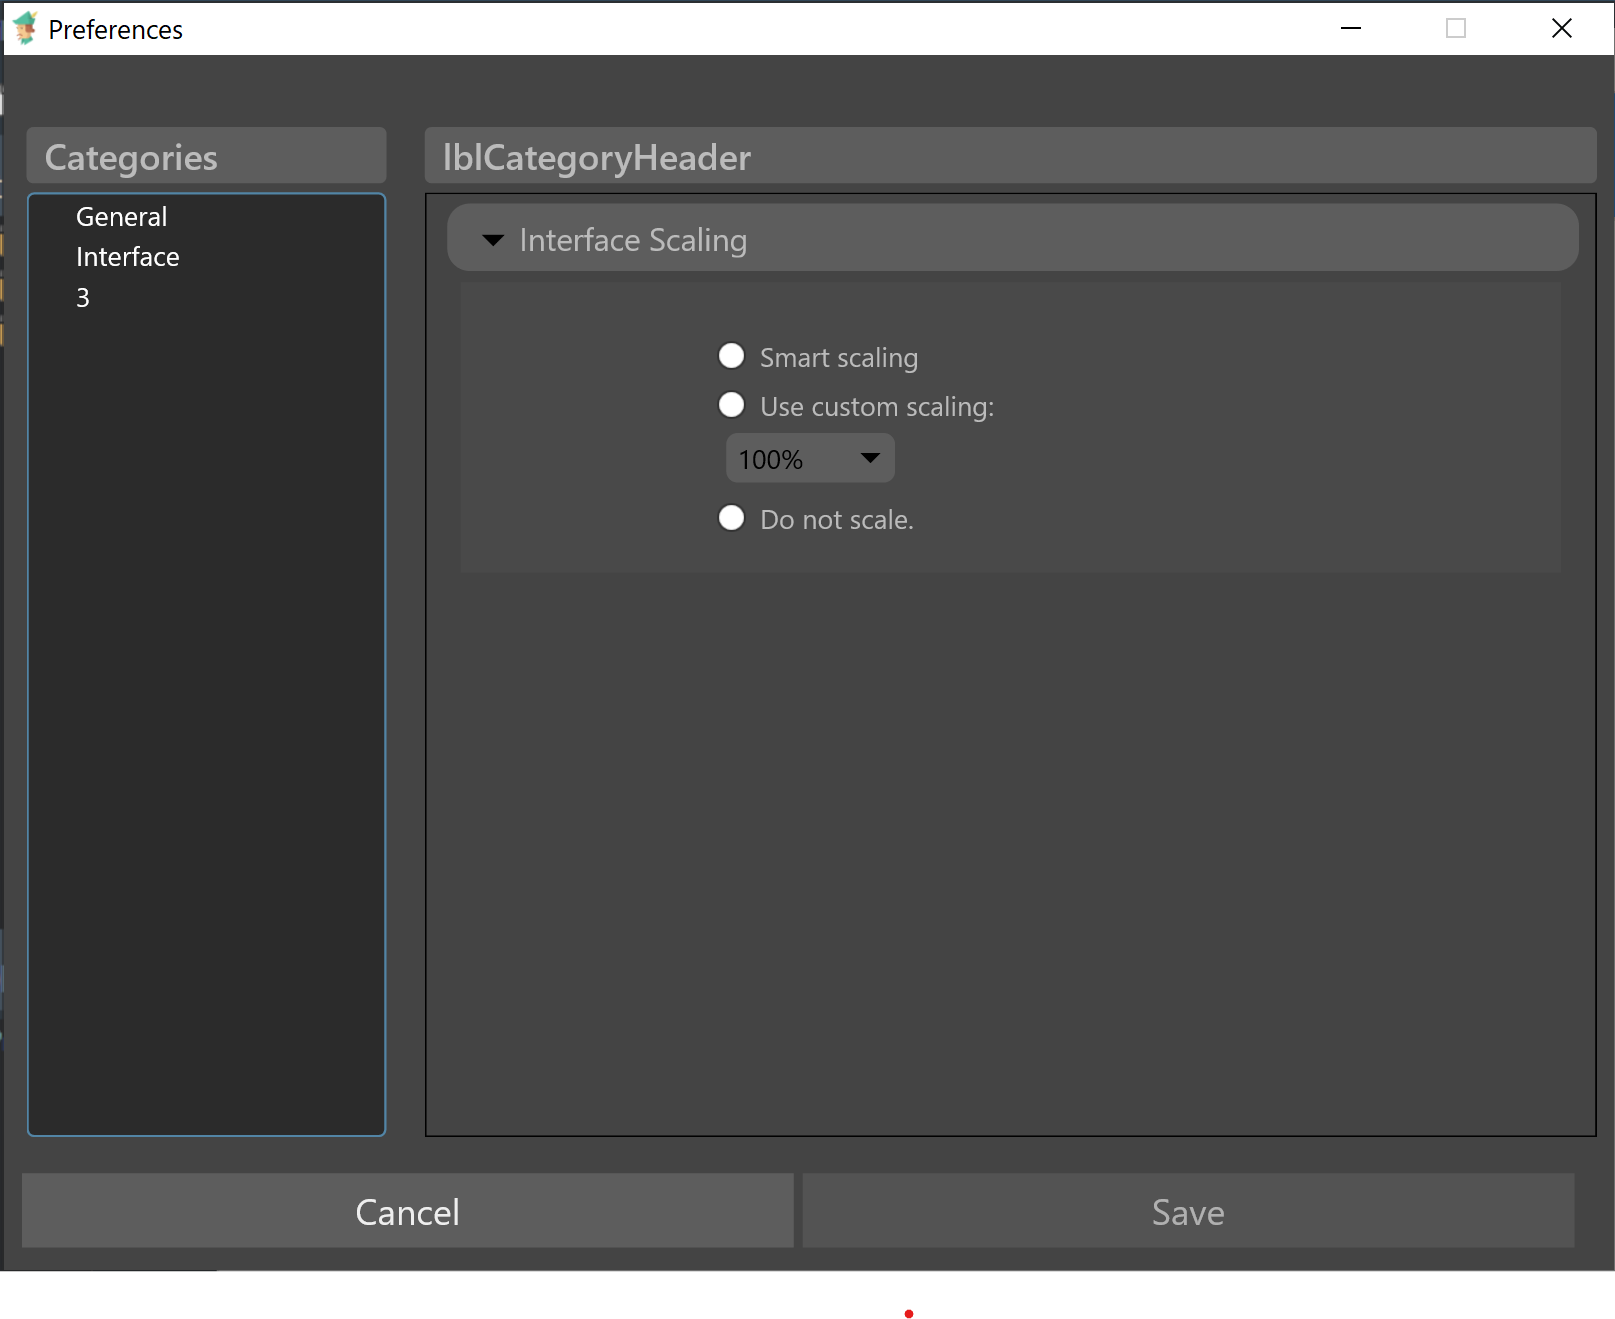 Preferences
Categories
lblCategoryHeader
General
Interface
3
Interface Scaling
Smart scaling
Use custom scaling:
100%
Do not scale.
Cancel
Save